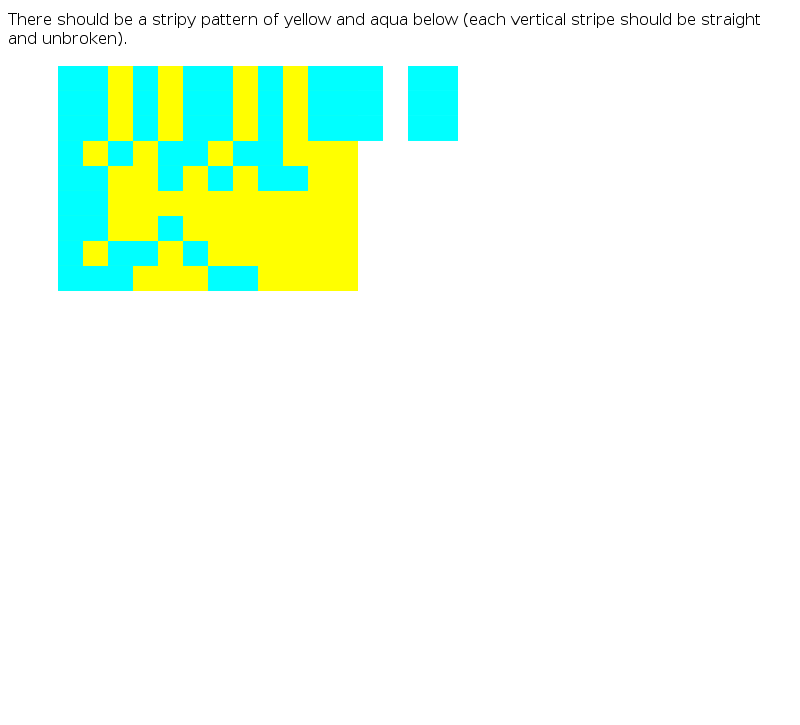 There should be a stripy pattern of yellow and aqua below (each vertical stripe should be straight
and unbroken).